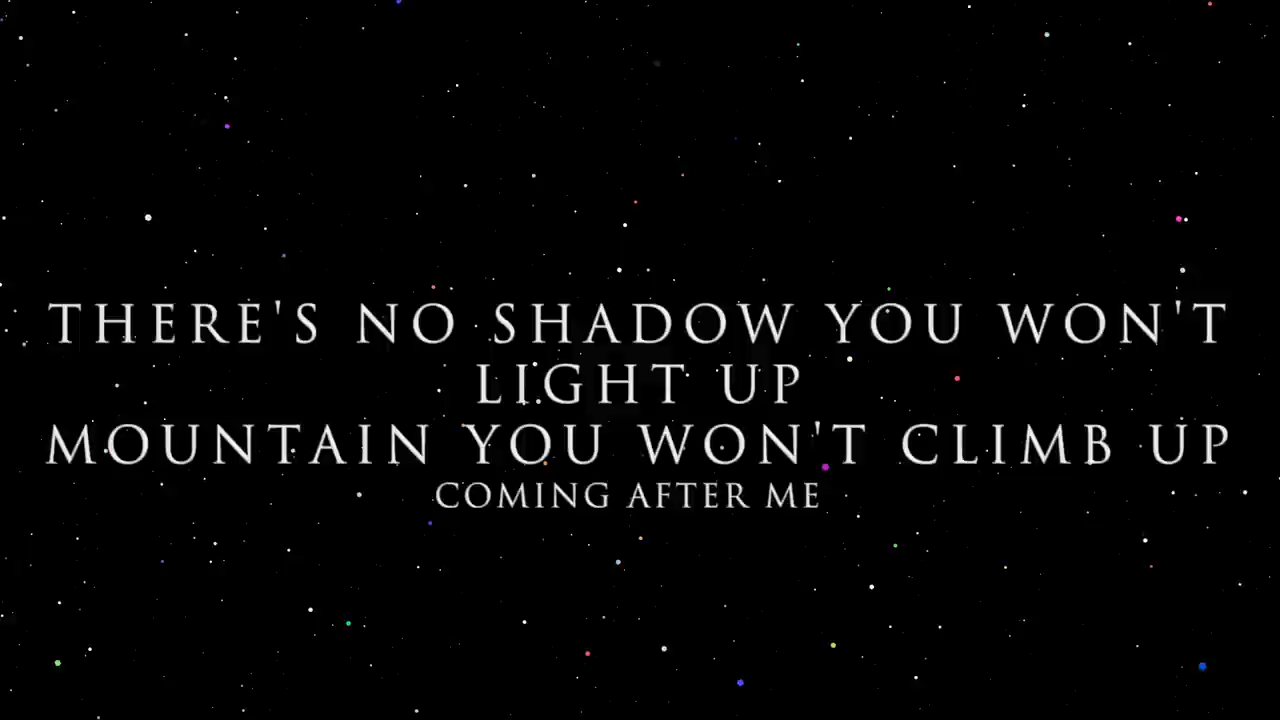 THERE'S NO SHADOW YOU WON'T
LIGHT UP
MOUNTAIN YOU WON'T CLIMB UP
COMING AFTER ME